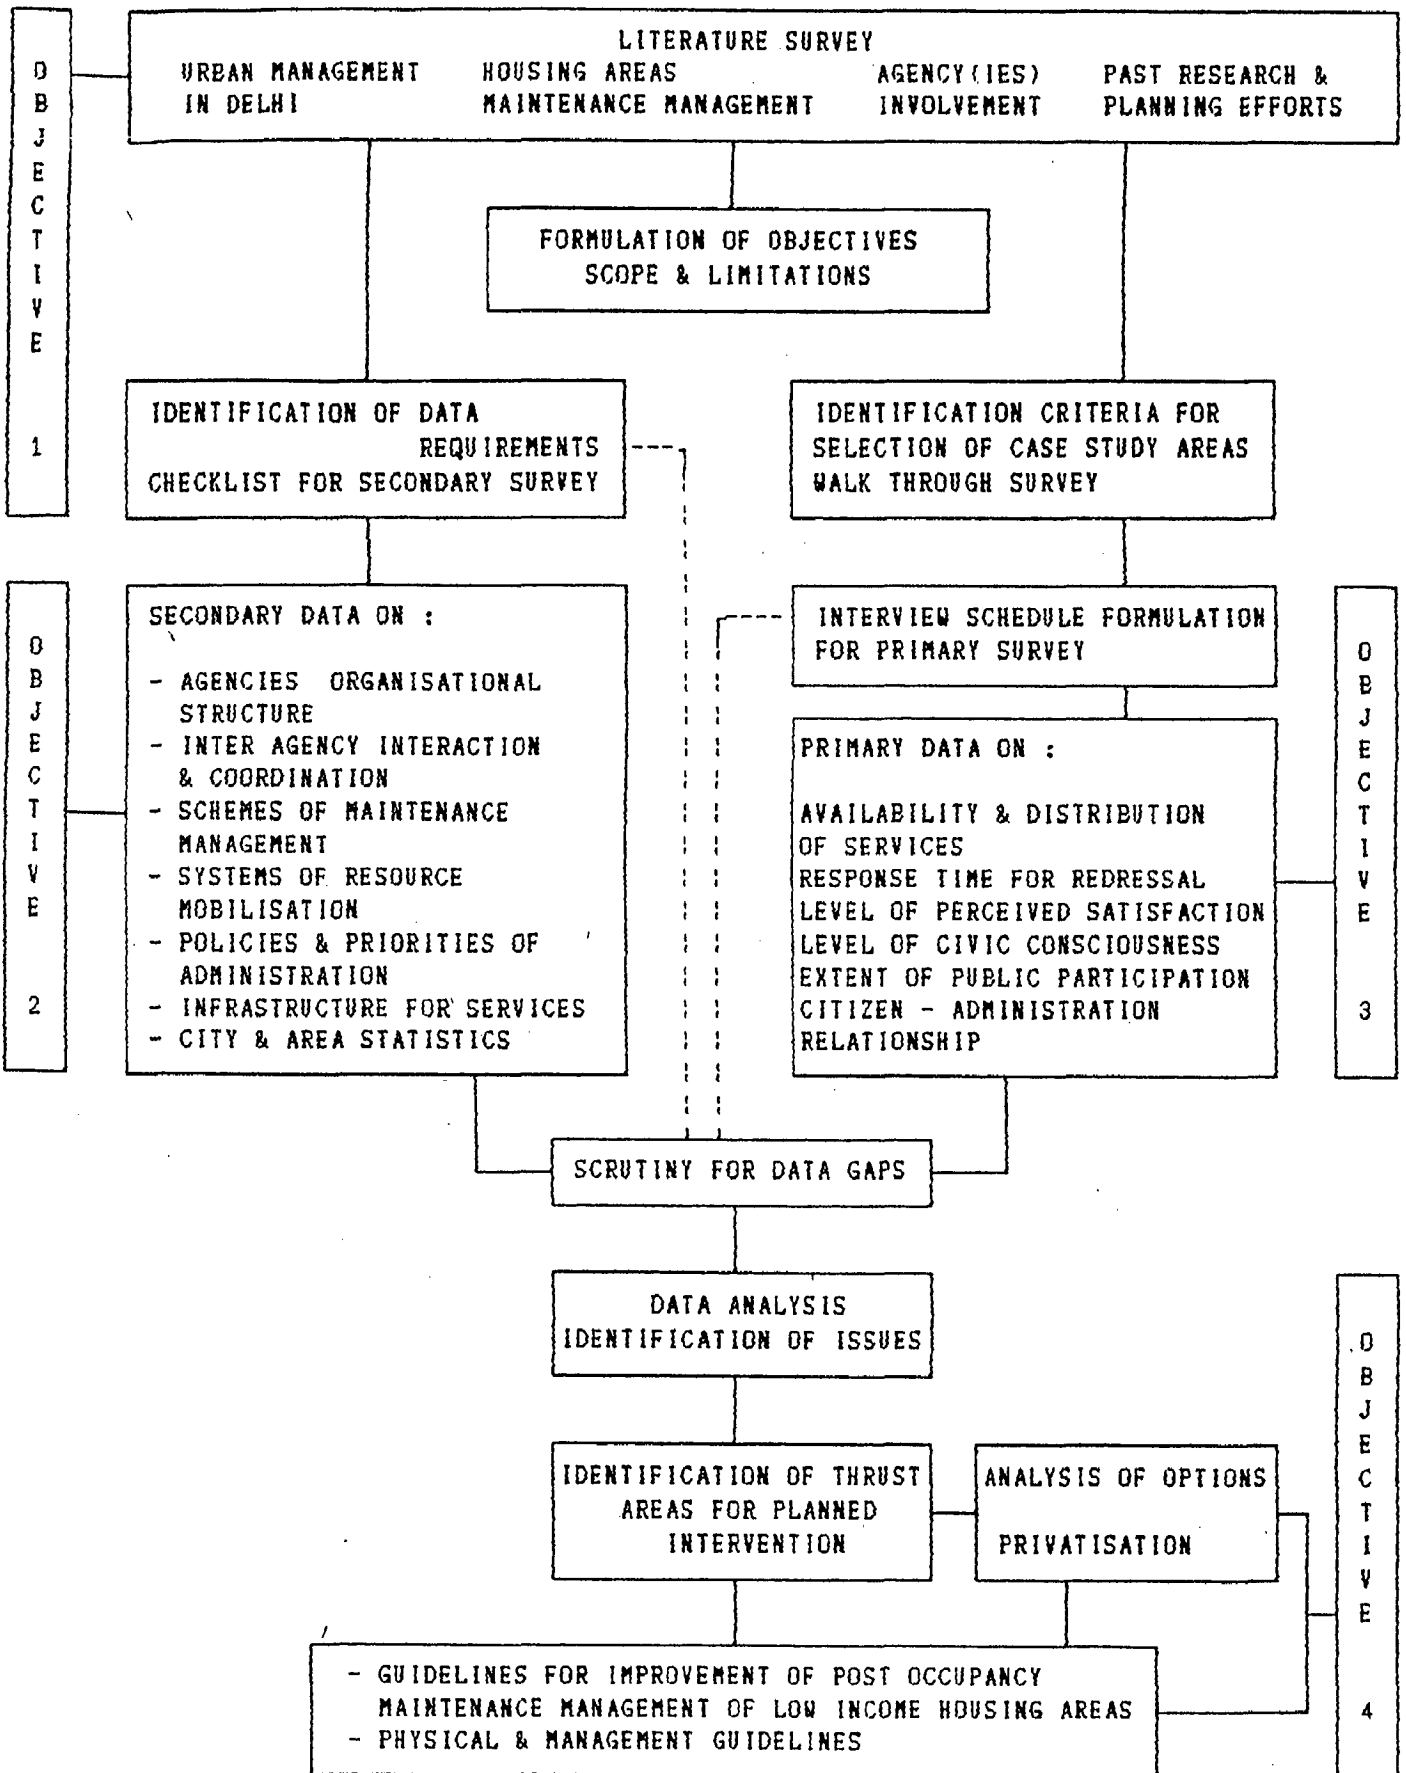 LITERATURE SURVEY
URBAN MANAGEMENT
IN DELHI
HOUSING AREAS
MAINTENANCE MANAGEMENT
AGENCY(IES)
INVOLVEMENT
PAST RESEARCH &
PLANNING EFFORTS
OBJECTIVE 1
FORMULATION OF OBJECTIVES
SCOPE & LIMITATIONS
IDENTIFICATION OF DATA
REQUIREMENTS
CHECKLIST FOR SECONDARY SURVEY
IDENTIFICATION CRITERIA FOR
SELECTION OF CASE STUDY AREAS
WALK THROUGH SURVEY
OBJECTIVE 2
SECONDARY DATA ON :
- AGENCIES ORGANISATIONAL
STRUCTURE
- INTER AGENCY INTERACTION
& COORDINATION
- SCHEMES OF MAINTENANCE
MANAGEMENT
- SYSTEMS OF RESOURCE
MOBILISATION
- POLICIES & PRIORITIES OF
ADMINISTRATION
- INFRASTRUCTURE FOR SERVICES
- CITY & AREA STATISTICS
INTERVIEW SCHEDULE FORMULATION
FOR PRIMARY SURVEY
PRIMARY DATA ON :
AVAILABILITY & DISTRIBUTION
OF SERVICES
RESPONSE TIME FOR REDRESSAL
LEVEL OF PERCEIVED SATISFACTION
LEVEL OF CIVIC CONSCIOUSNESS
EXTENT OF PUBLIC PARTICIPATION
CITIZEN - ADMINISTRATION
RELATIONSHIP
OBJECTIVE 3
SCRUTINY FOR DATA GAPS
DATA ANALYSIS
IDENTIFICATION OF ISSUES
IDENTIFICATION OF THRUST
AREAS FOR PLANNED
INTERVENTION
ANALYSIS OF OPTIONS
PRIVATISATION
OBJECTIVE 4
- GUIDELINES FOR IMPROVEMENT OF POST OCCUPANCY
MAINTENANCE MANAGEMENT OF LOW INCOME HOUSING AREAS
- PHYSICAL & MANAGEMENT GUIDELINES